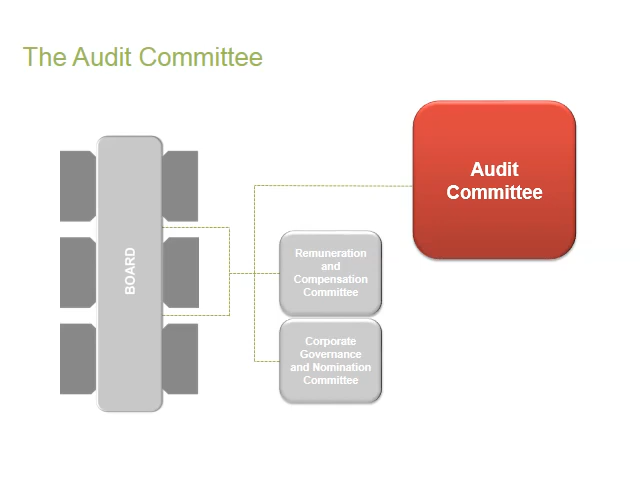 The Audit Committee
Audit
Committee
BOARD
Remuneration
and
Compensation
Committee
Corporate
Governance
and Nomination
Committee